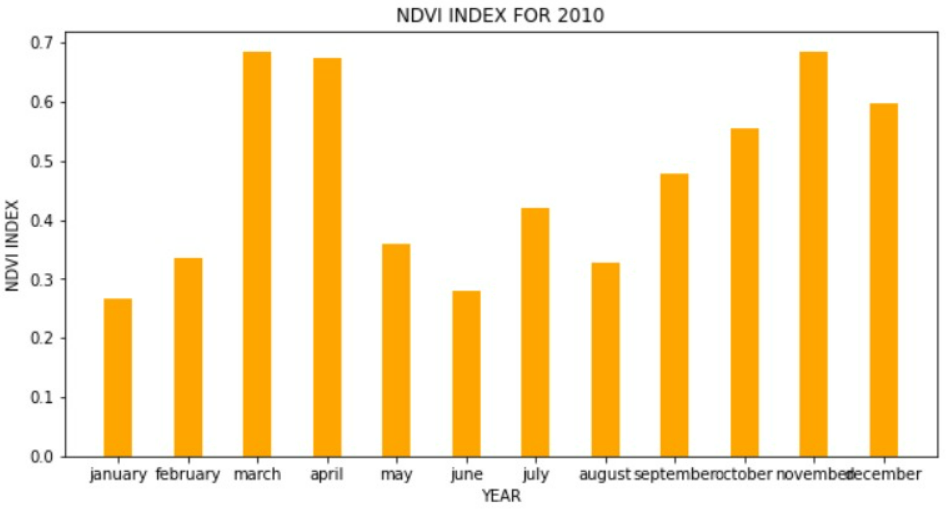 NDVI INDEX FOR 2010
NDVI INDEX
0.7
0.6
0.5
0.4
0.3
0.2
0.1
0.0
january february march april may june july august september october november december
YEAR